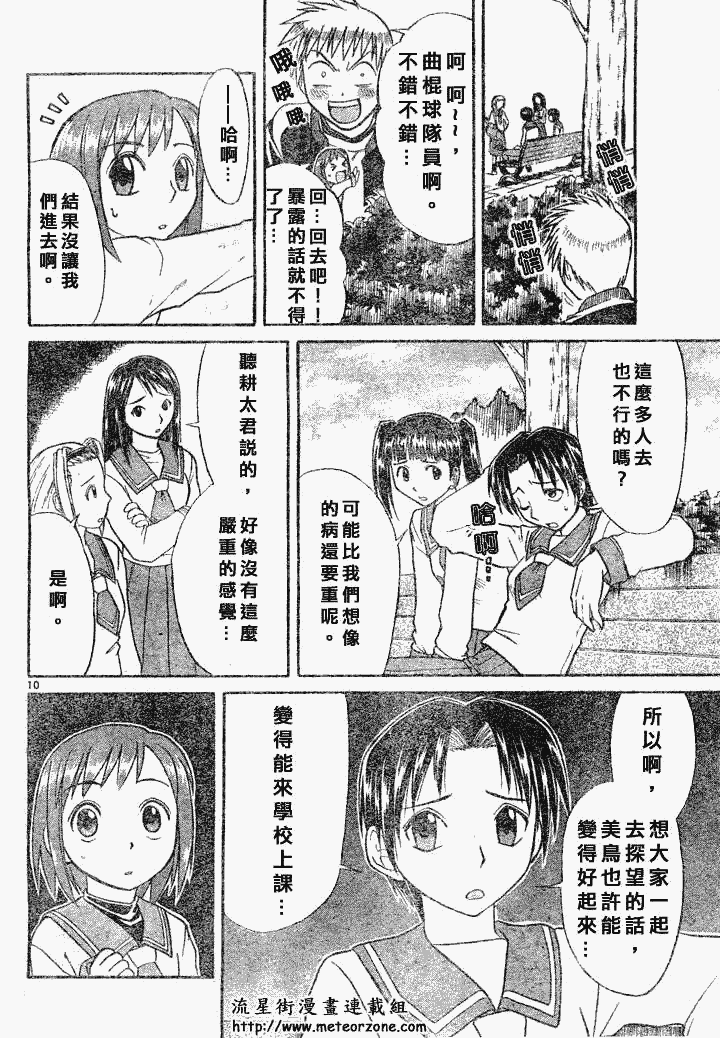 悄悄
悄悄
呵呵~~，
曲棍球隊員啊。
不錯不錯…
哦哦哦
回…回去吧！！
暴露的話就不得
了了…
──哈啊…
結果沒讓我
們進去啊。
這麼多人去
也不行的嗎？
哈啊…
可能比我們想像
的病還要重呢。
聽耕太君説的，
好像沒有這麼
嚴重的感覺…
是啊。
10
所以啊，
想大家一起
去探望的話，
美鳥也許能
變得好起來…
變得能來學校上課…
流星街漫畫連載組
http://www.meteorzone.com/